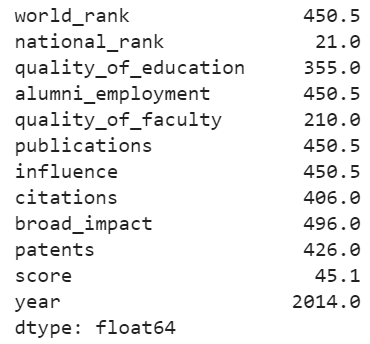 world_rank 450.5
national_rank 21.0
quality_of_education 355.0
alumni_employment 450.5
quality_of_faculty 210.0
publications 450.5
influence 450.5
citations 406.0
broad_impact 496.0
patents 426.0
score 45.1
year 2014.0
dtype: float64